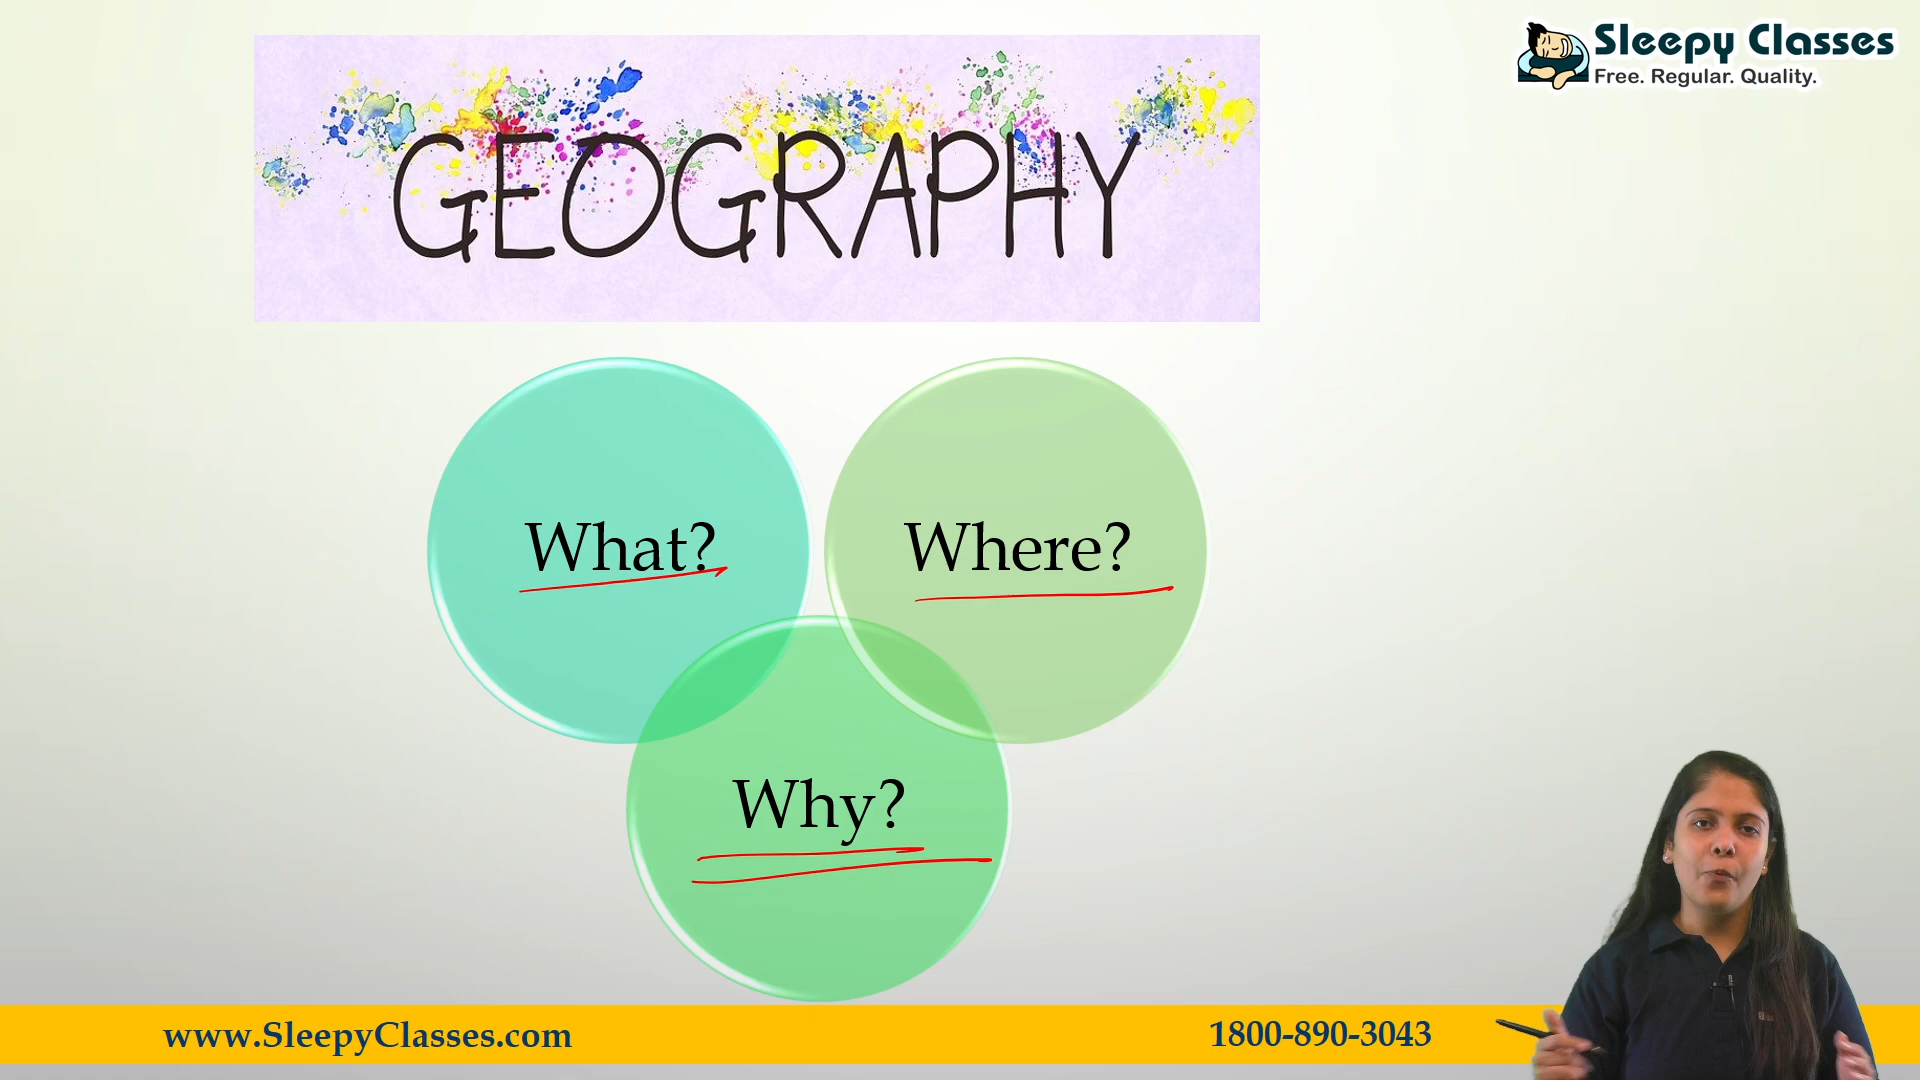 GEOGRAPHY
Sleepy Classes
Free. Regular. Quality.
What?
Where?
Why?
www.SleepyClasses.com
1800-890-3043